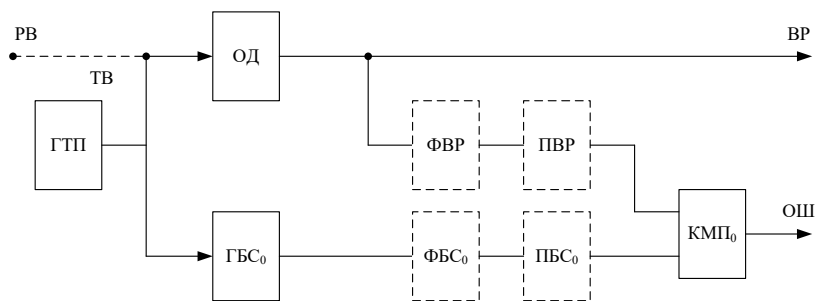 РВ
ВР
ОД
ТВ
ГТП
ФВР
ПВР
ОШ
КМП₀
ГБС₀
ФБС₀
ПБС₀